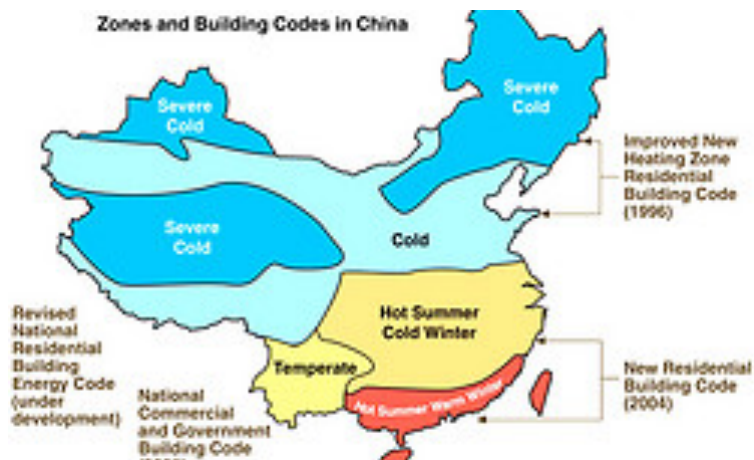 Zones and Building Codes in China
Severe
Cold
Severe
Cold
Improved New
Heating Zone
Residential
Building Code
(1996)
Severe
Cold
Cold
Revised
National
Residential
Building
Energy Code
(under
development)
Hot Summer
Cold Winter
Temperate
National
Commercial
and Government
Building Code
Hot Summer Warm Winter
New Residential
Building Code
(2004)